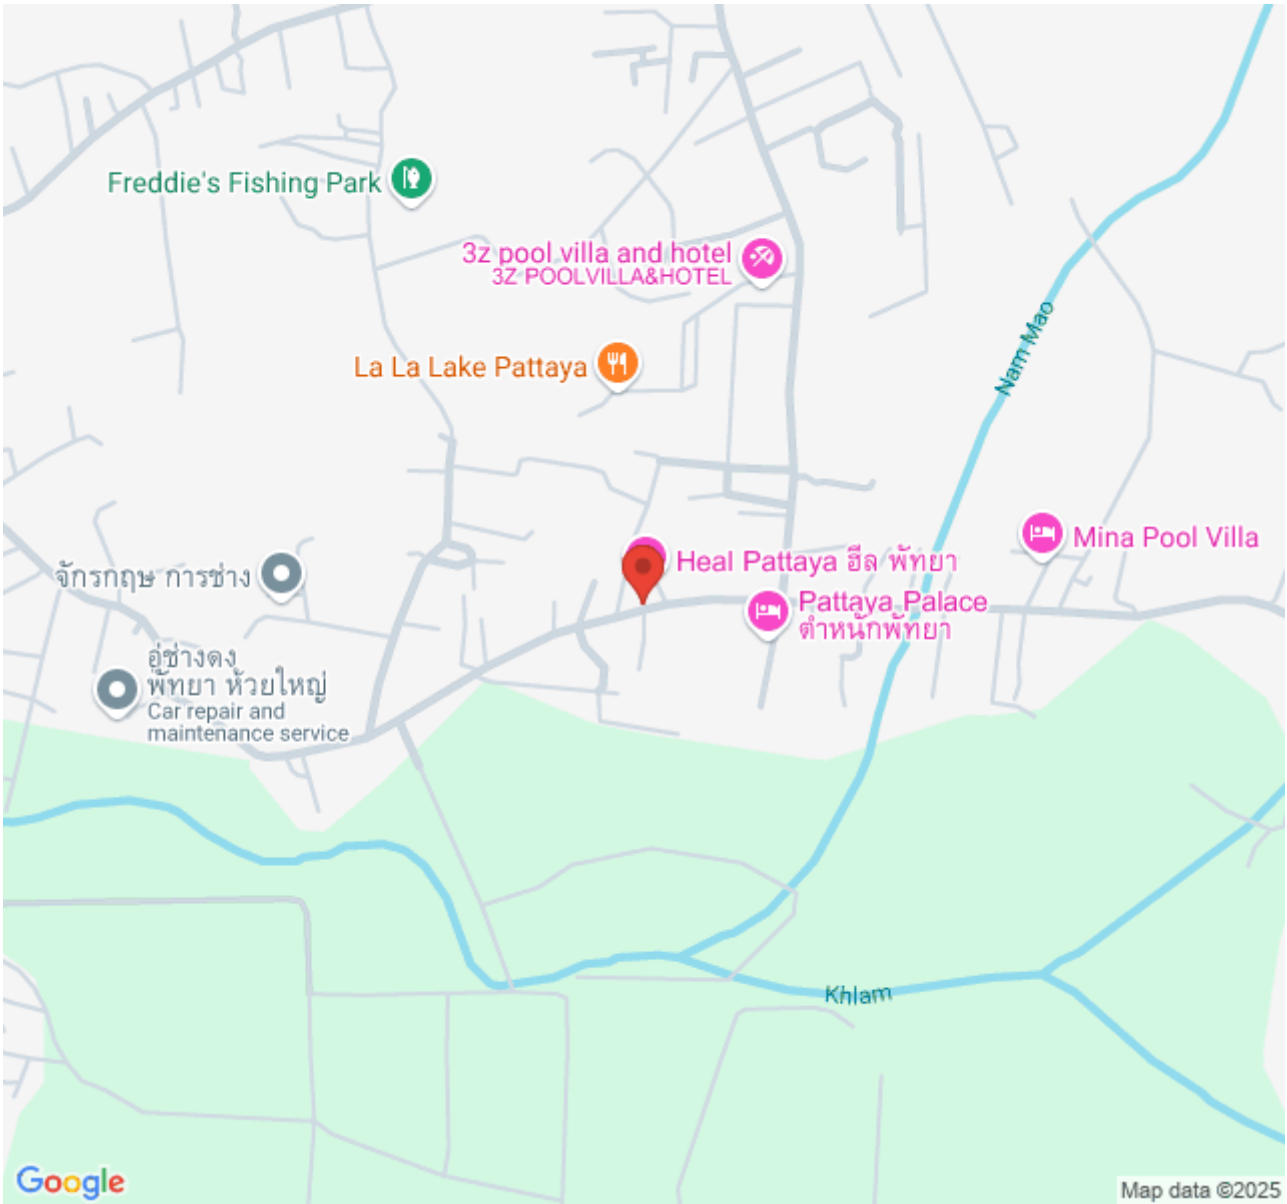 Freddie's Fishing Park
3z pool villa and hotel
3Z POOLVILLA&HOTEL
Nam Mao
La La Lake Pattaya
Mina Pool Villa
Heal Pattaya ฮีล พัทยา
จักรกฤษ การช่าง
Pattaya Palace
ตำหนักพัทยา
อู่ช่างดง
พัทยา ห้วยใหญ่
Car repair and
maintenance service
Khlam
Google
Map data ©2025